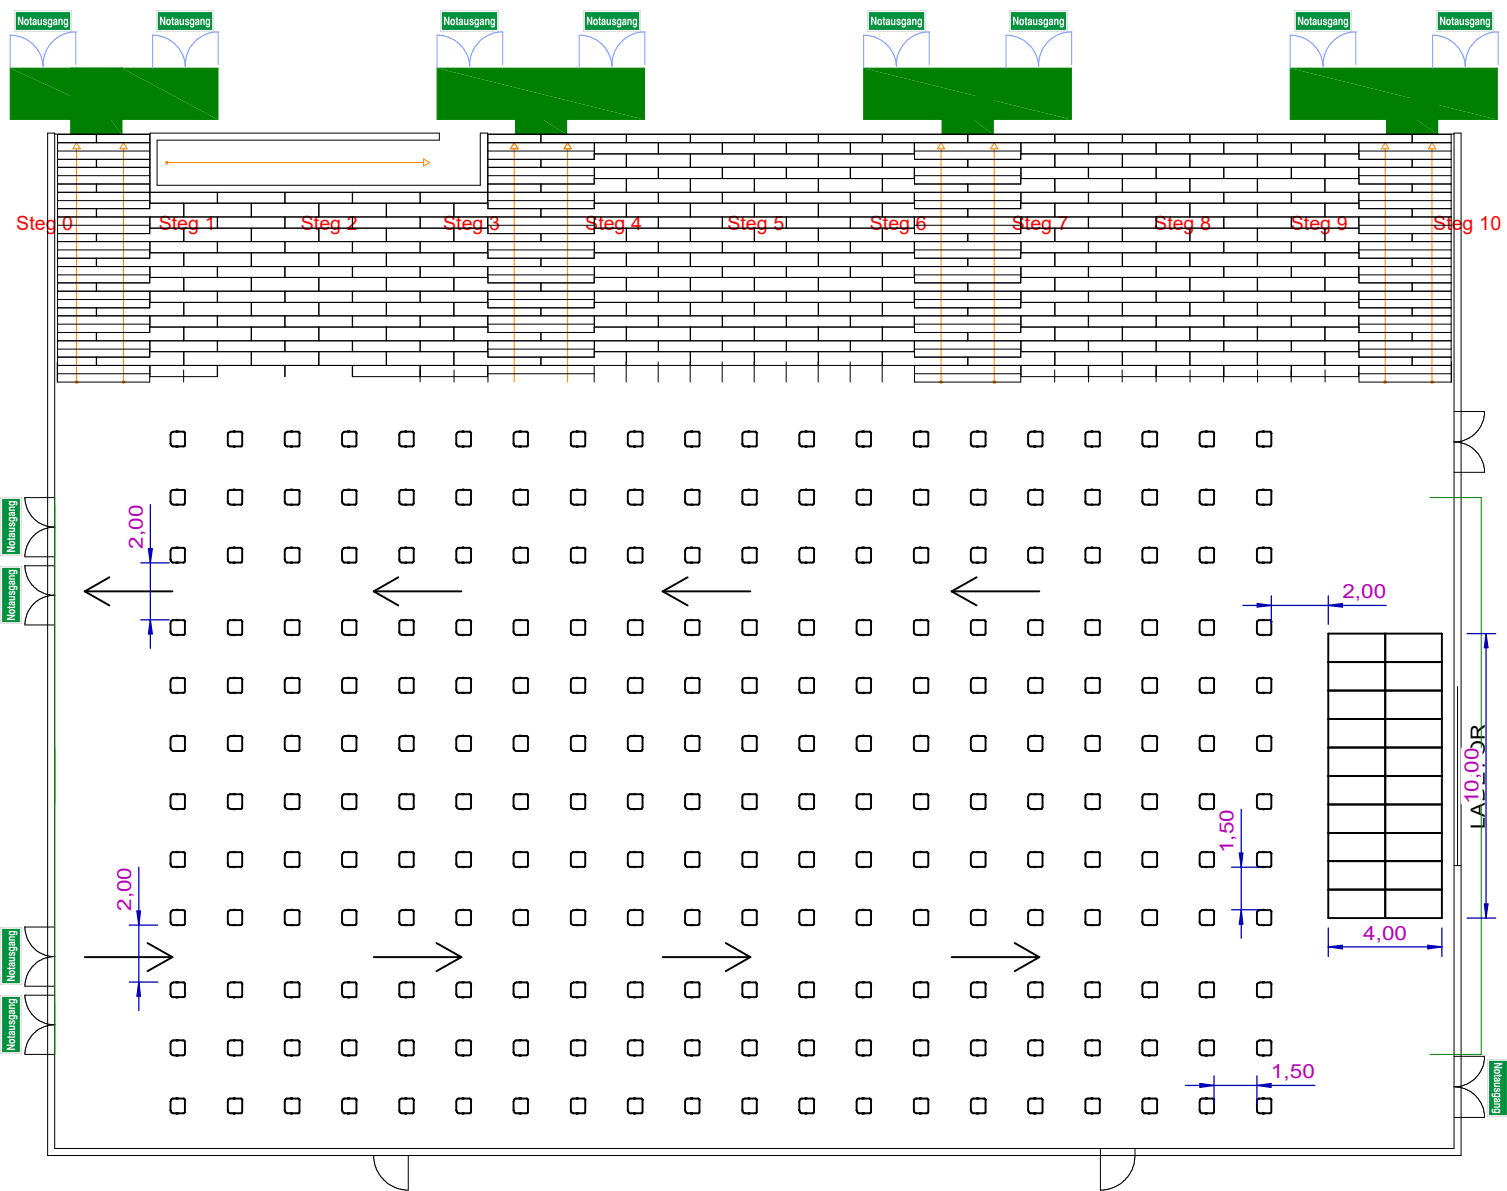 Notausgang
Notausgang
Notausgang
Notausgang
Notausgang
Notausgang
Notausgang
Notausgang
Steg 0
Steg 1
Steg 2
Steg 3
Steg 4
Steg 5
Steg 6
Steg 7
Steg 8
Steg 9
Steg 10
Notausgang
2,00
Notausgang
2,00
10,00
1,50
2,00
Notausgang
4,00
Notausgang
1,50
Notausgang